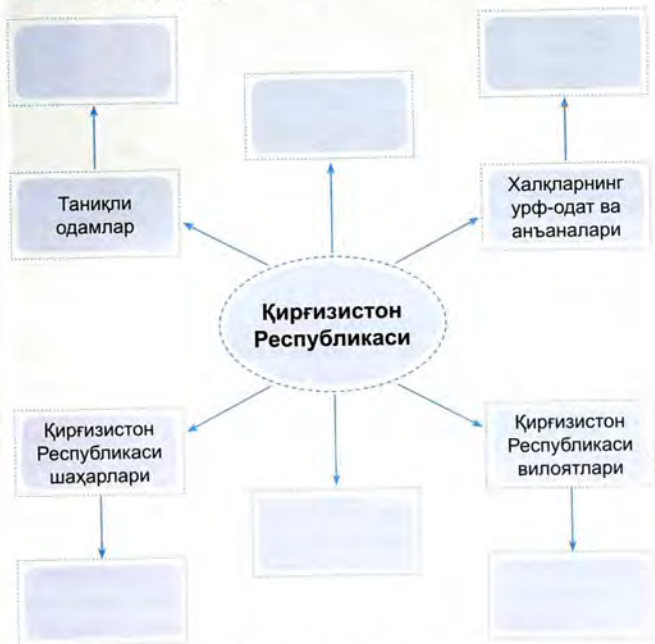 Таниқли
одамлар
Халқларнинг
урф-одат ва
анъаналари
Қирғизистон
Республикаси
Қирғизистон
Республикаси
шаҳарлари
Қирғизистон
Республикаси
вилоятлари